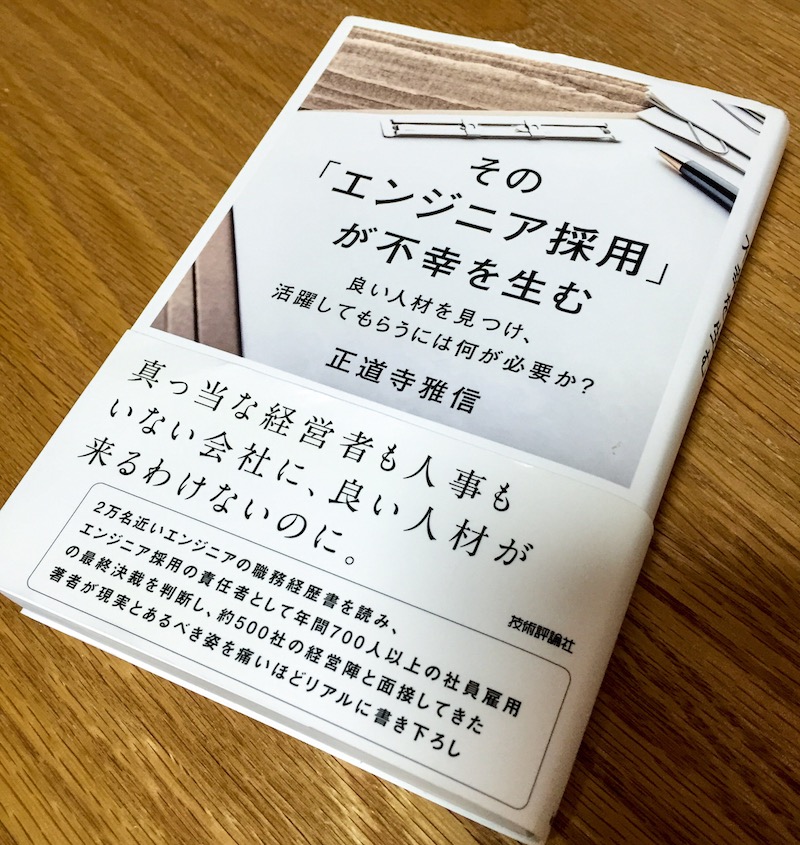 その
「エンジニア採用」
が不幸を生む
良い人材を見つけ、
活躍してもらうには何が必要か?
正道寺雅信
真っ当な経営者も人事も
いない会社に、良い人材が
来るわけないのに。
2万名近いエンジニアの職務経歴書を読み、
エンジニア採用の責任者として年間700人以上の社員雇用
の最終決裁を判断し、約500社の経営陣と面接してきた
著者が現実とあるべき姿を痛いほどリアルに書き下ろし
技術評論社